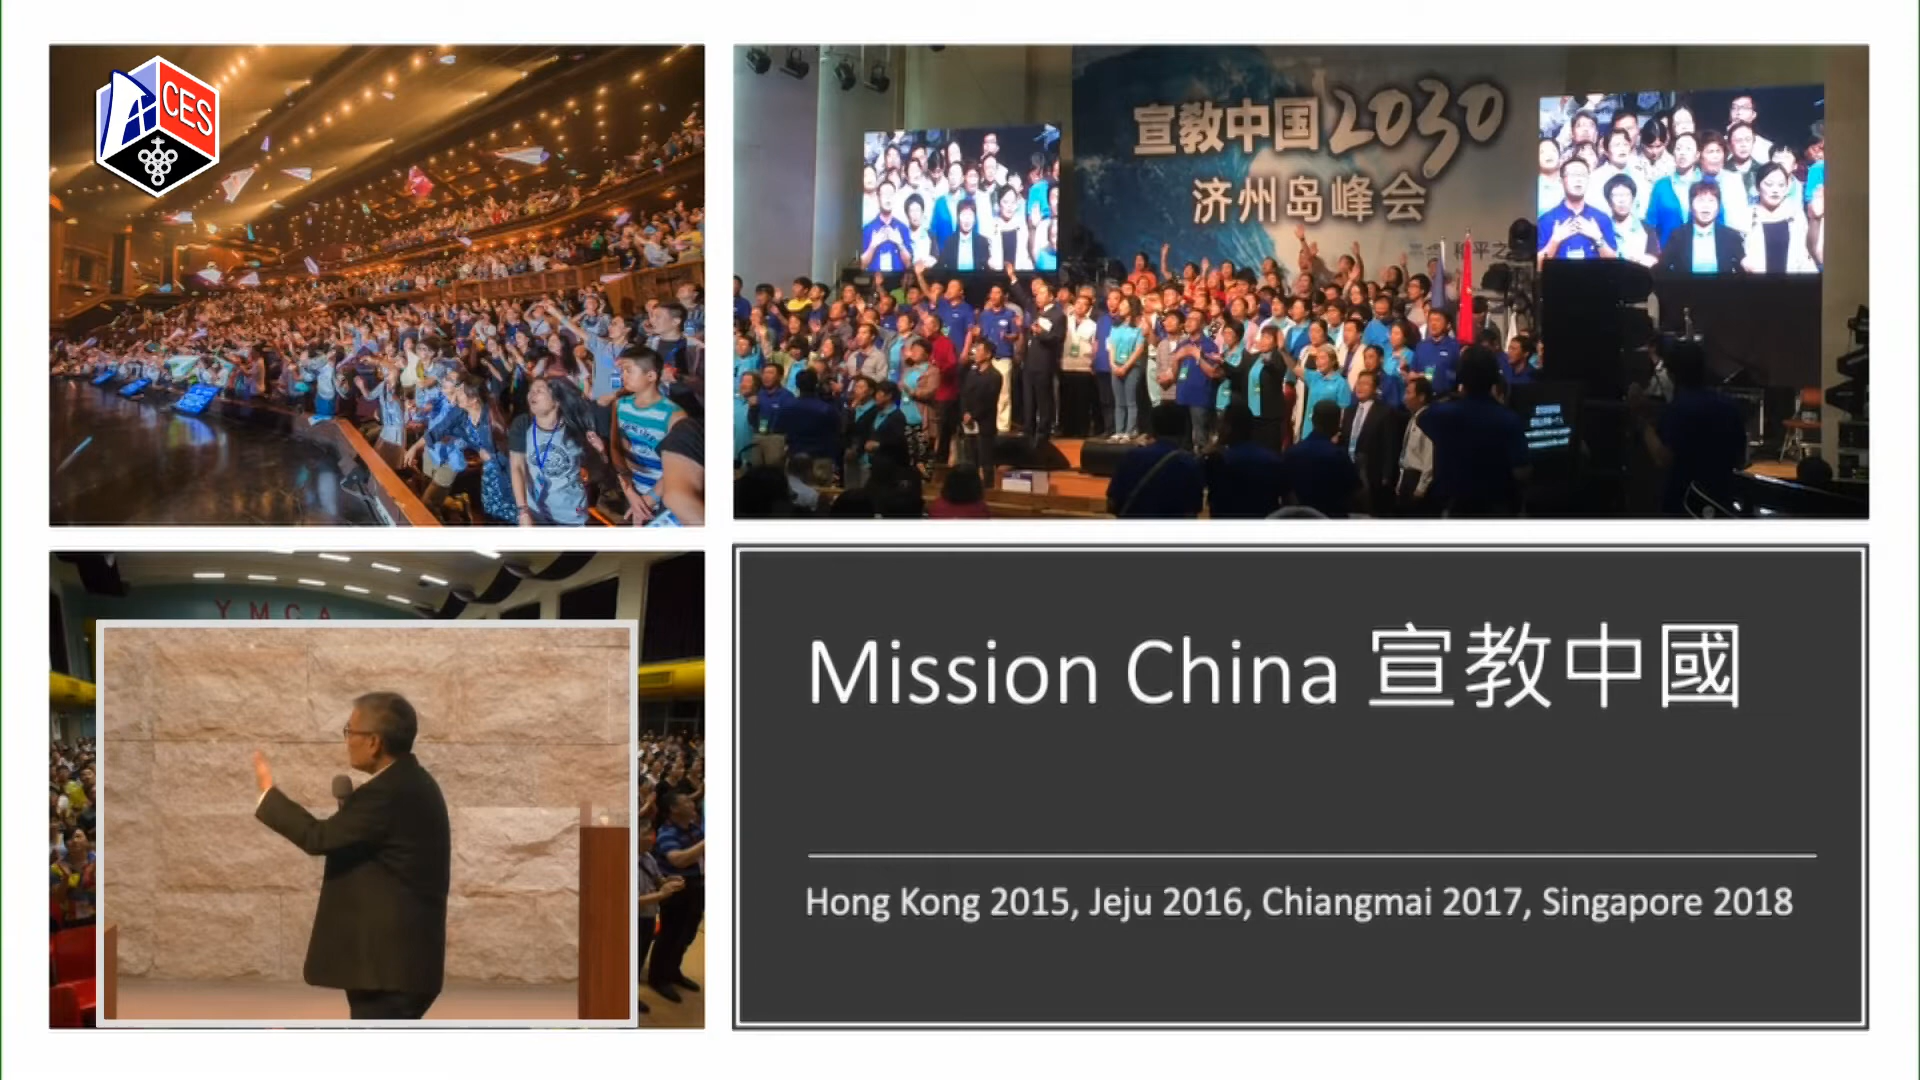 CES
宣教中国2030
济州岛峰会
YMCA
Mission China 宣教中國
Hong Kong 2015, Jeju 2016, Chiangmai 2017, Singapore 2018